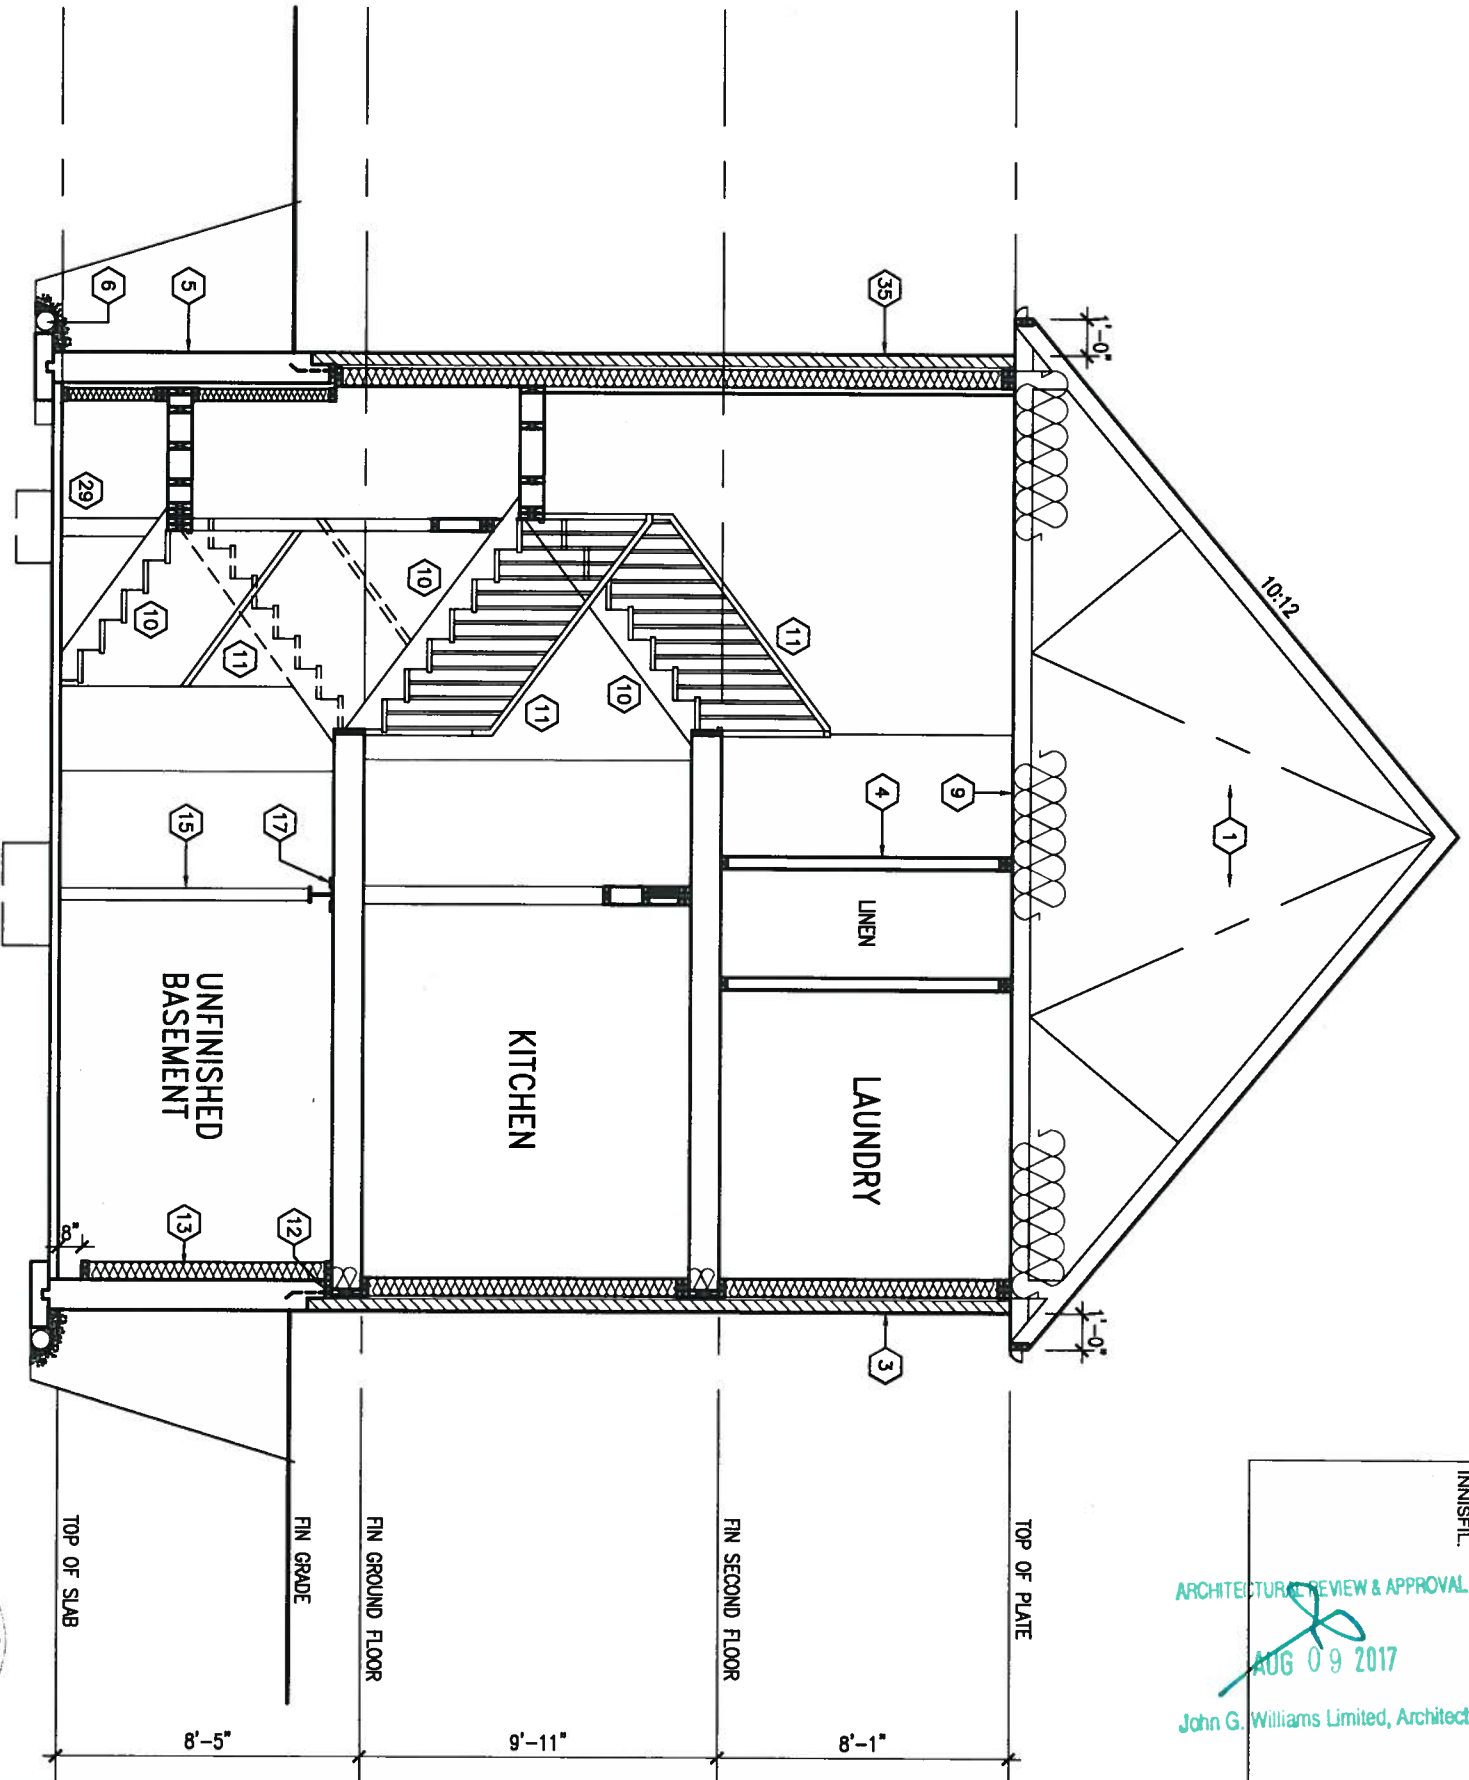 10:12
1'-0"
1'-0"
1
9
4
35
3
11
10
11
10
11
10
5
6
29
17
15
12
13
8"
LINEN
LAUNDRY
KITCHEN
UNFINISHED
BASEMENT
TOP OF PLATE
FIN SECOND FLOOR
FIN GROUND FLOOR
FIN GRADE
TOP OF SLAB
8'-1"
9'-11"
8'-5"
INNISFIL.
ARCHITECTURAL REVIEW & APPROVAL
AUG 09 2017
John G. Williams Limited, Architect